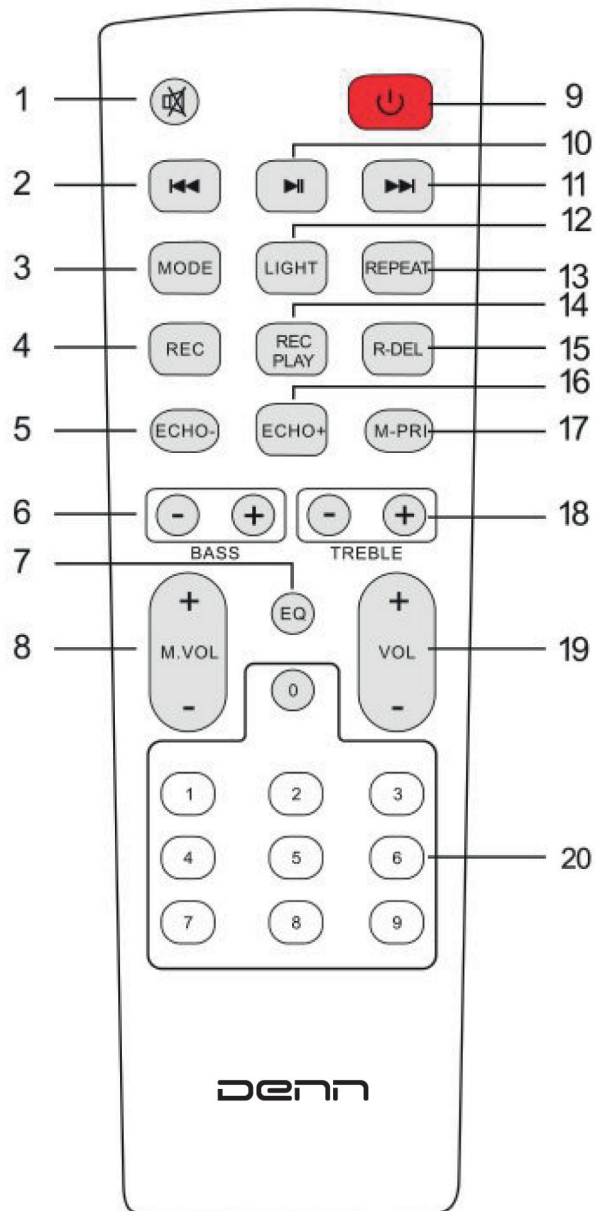 1 9
10
2 11
12
3 MODE LIGHT REPEAT 13
14
4 REC REC PLAY R-DEL 15
16
5 ECHO- ECHO+ M-PRI 17
6 - + - + 18
BASS TREBLE
7
+ EQ +
8 M.VOL VOL 19
- 0 -
1 2 3
4 5 6 20
7 8 9
Denn